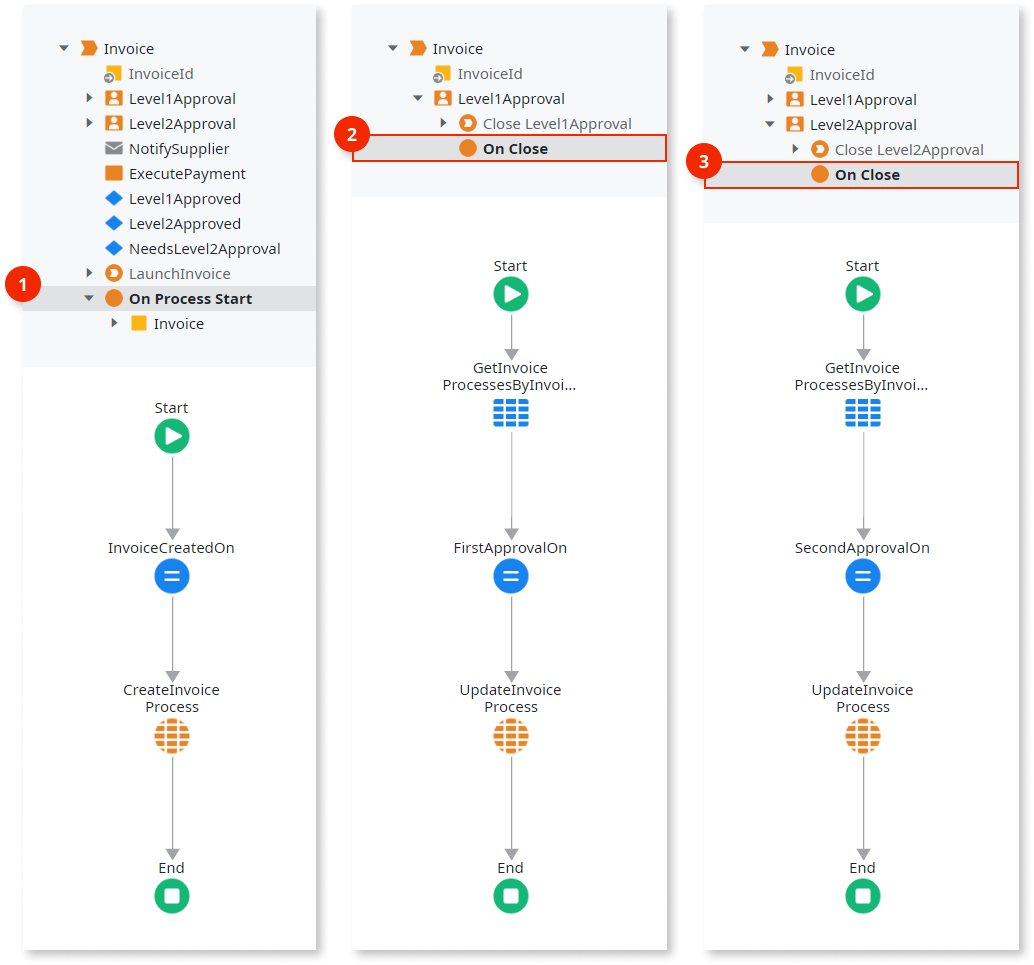 Invoice
InvoiceId
Level1Approval
Level2Approval
NotifySupplier
ExecutePayment
Level1Approved
Level2Approved
NeedsLevel2Approval
LaunchInvoice
1
On Process Start
Invoice
Start
InvoiceCreatedOn
CreateInvoice
Process
End
Invoice
InvoiceId
Level1Approval
Close Level1Approval
2
On Close
Start
GetInvoice
ProcessesByInvoi...
FirstApprovalOn
UpdateInvoice
Process
End
Invoice
InvoiceId
Level1Approval
Level2Approval
Close Level2Approval
3
On Close
Start
GetInvoice
ProcessesByInvoi...
SecondApprovalOn
UpdateInvoice
Process
End